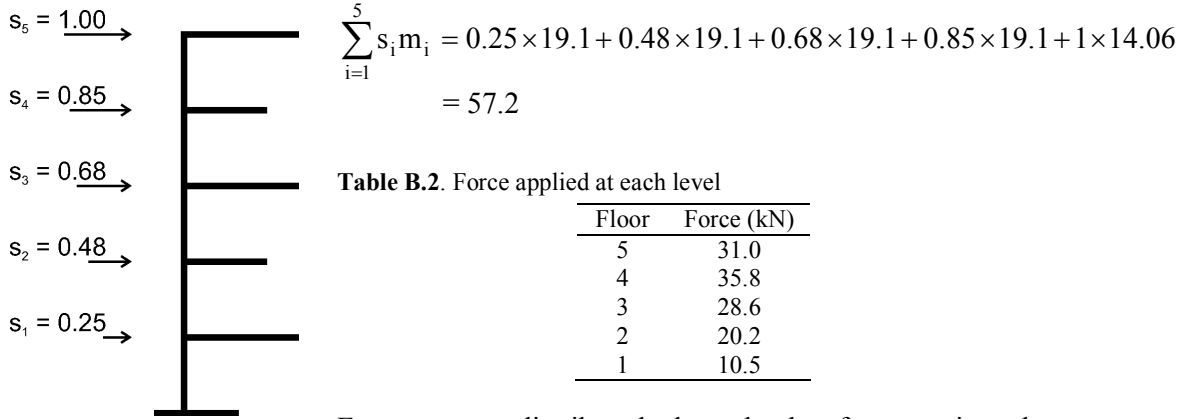 s₅ = 1.00
s₄ = 0.85
s₃ = 0.68
s₂ = 0.48
s₁ = 0.25
5
∑ sᵢmᵢ = 0.25×19.1+0.48×19.1+0.68×19.1+0.85×19.1+1×14.06
i=1
= 57.2
Table B.2. Force applied at each level
Floor Force (kN)
5 31.0
4 35.8
3 28.6
2 20.2
1 10.5